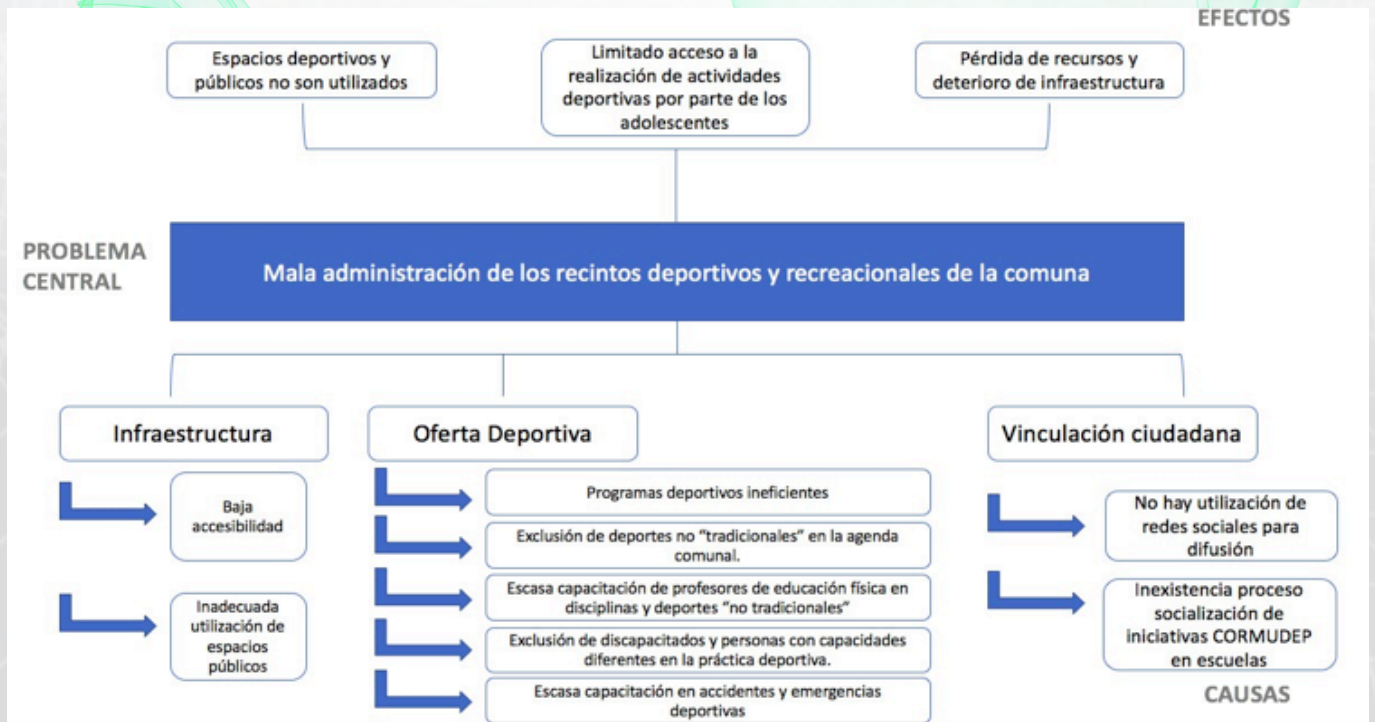 EFECTOS
Espacios deportivos y
públicos no son utilizados
Limitado acceso a la
realización de actividades
deportivas por parte de los
adolescentes
Pérdida de recursos y
deterioro de infraestructura
PROBLEMA
CENTRAL
Mala administración de los recintos deportivos y recreacionales de la comuna
Infraestructura
Baja
accesibilidad
Inadecuada
utilización de
espacios
públicos
Oferta Deportiva
Programas deportivos ineficientes
Exclusión de deportes no "tradicionales" en la agenda
comunal.
Escasa capacitación de profesores de educación física en
disciplinas y deportes "no tradicionales"
Exclusión de discapacitados y personas con capacidades
diferentes en la práctica deportiva.
Escasa capacitación en accidentes y emergencias
deportivas
Vinculación ciudadana
No hay utilización de
redes sociales para
difusión
Inexistencia proceso
socialización de
iniciativas CORMUDEP
en escuelas
CAUSAS